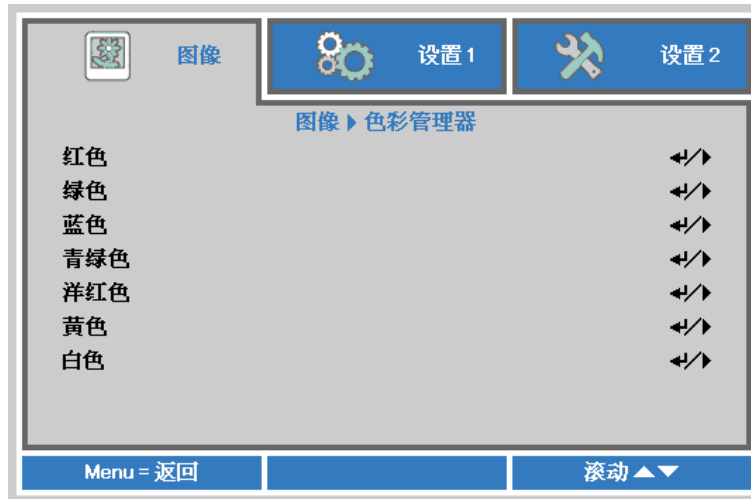 图像 设置 1 设置 2
图像 ▶ 色彩管理器
红色 ↵/▶
绿色 ↵/▶
蓝色 ↵/▶
青绿色 ↵/▶
洋红色 ↵/▶
黄色 ↵/▶
白色 ↵/▶
Menu = 返回 滚动▲▼